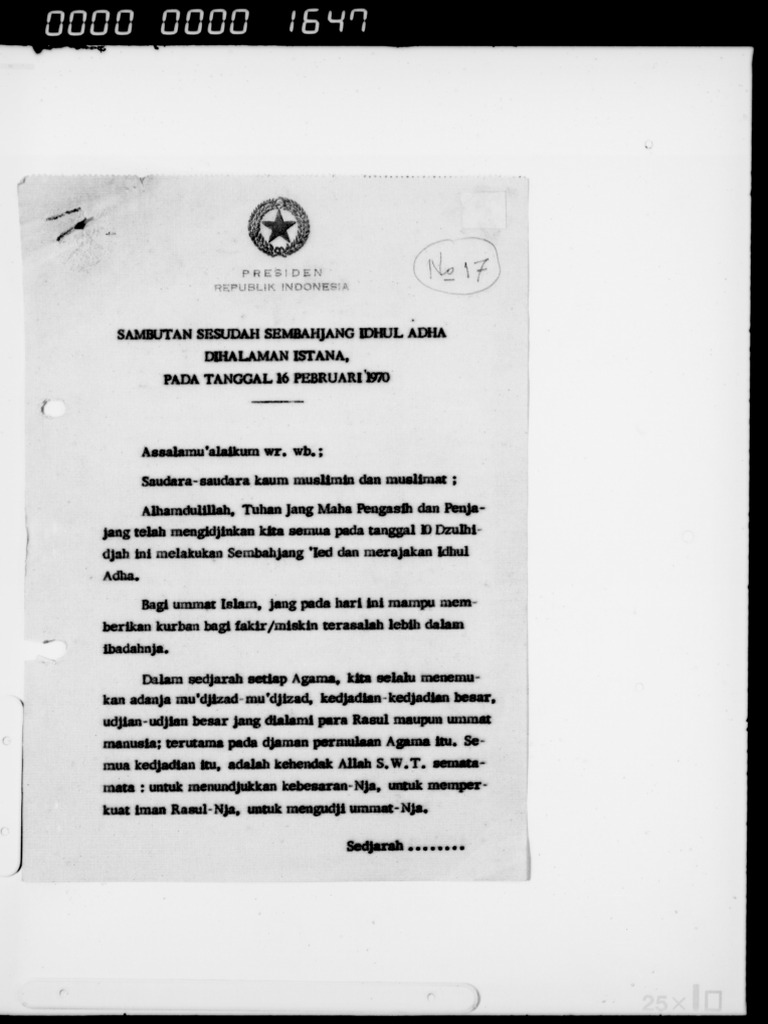 0000 0000 1647
PRESIDEN
REPUBLIK INDONESIA
No 17
SAMBUTAN SESUDAH SEMBAHJANG IDHUL ADHA
DIHALAMAN ISTANA,
PADA TANGGAL 16 PEBRUARI 1970
Assalamu'alaikum wr. wb.;
Saudara-saudara kaum muslimin dan muslimat ;
Alhamdulillah, Tuhan Jang Maha Pengasih dan Penja-
jang telah mengidjinkan kita semua pada tanggal 10 Dzulhi-
djah ini melakukan Sembahjang 'Ied dan merajakan Idhul
Adha.
Bagi ummat Islam, jang pada hari ini mampu mem-
berikan kurban bagi fakir/miskin terasalah lebih dalam
ibadahnja.
Dalam sedjarah setiap Agama, kita selalu menemu-
kan adanja mu'djizad-mu'djizad, kedjadian-kedjadian besar,
udjian-udjian besar jang dialami para Rasul maupun ummat
manusia; terutama pada djaman permulaan Agama itu. Se-
mua kedjadian itu, adalah kehendak Allah S.W.T. semata-
mata : untuk menundjukkan kebesaran-Nja, untuk memper-
kuat iman Rasul-Nja, untuk mengudji ummat-Nja.
Sedjarah ........
25×